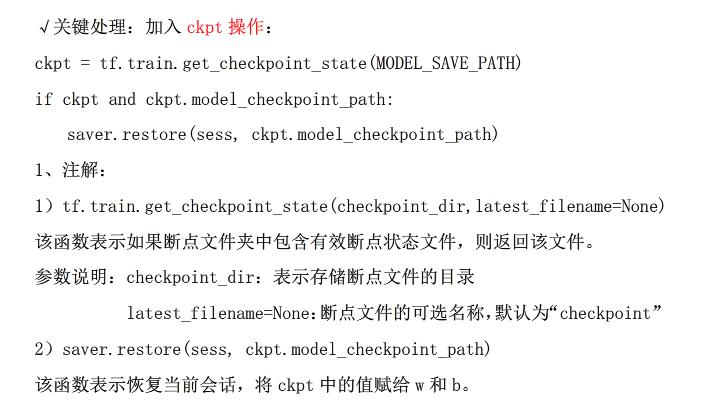 √关键处理：加入 ckpt 操作：
ckpt = tf.train.get_checkpoint_state(MODEL_SAVE_PATH)
if ckpt and ckpt.model_checkpoint_path:
saver.restore(sess, ckpt.model_checkpoint_path)
1、注解：
1）tf.train.get_checkpoint_state(checkpoint_dir,latest_filename=None)
该函数表示如果断点文件夹中包含有效断点状态文件，则返回该文件。
参数说明：checkpoint_dir：表示存储断点文件的目录
latest_filename=None：断点文件的可选名称，默认为“checkpoint”
2）saver.restore(sess, ckpt.model_checkpoint_path)
该函数表示恢复当前会话，将 ckpt 中的值赋给 w 和 b。